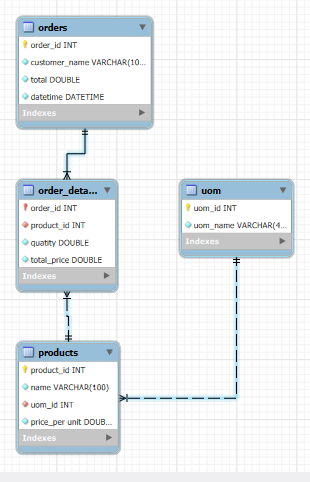 orders
order_id INT
customer_name VARCHAR(10...
total DOUBLE
datetime DATETIME
Indexes
order_deta...
order_id INT
product_id INT
quatity DOUBLE
total_price DOUBLE
Indexes
uom
uom_id INT
uom_name VARCHAR(4...
Indexes
products
product_id INT
name VARCHAR(100)
uom_id INT
price_per unit DOUB...
Indexes